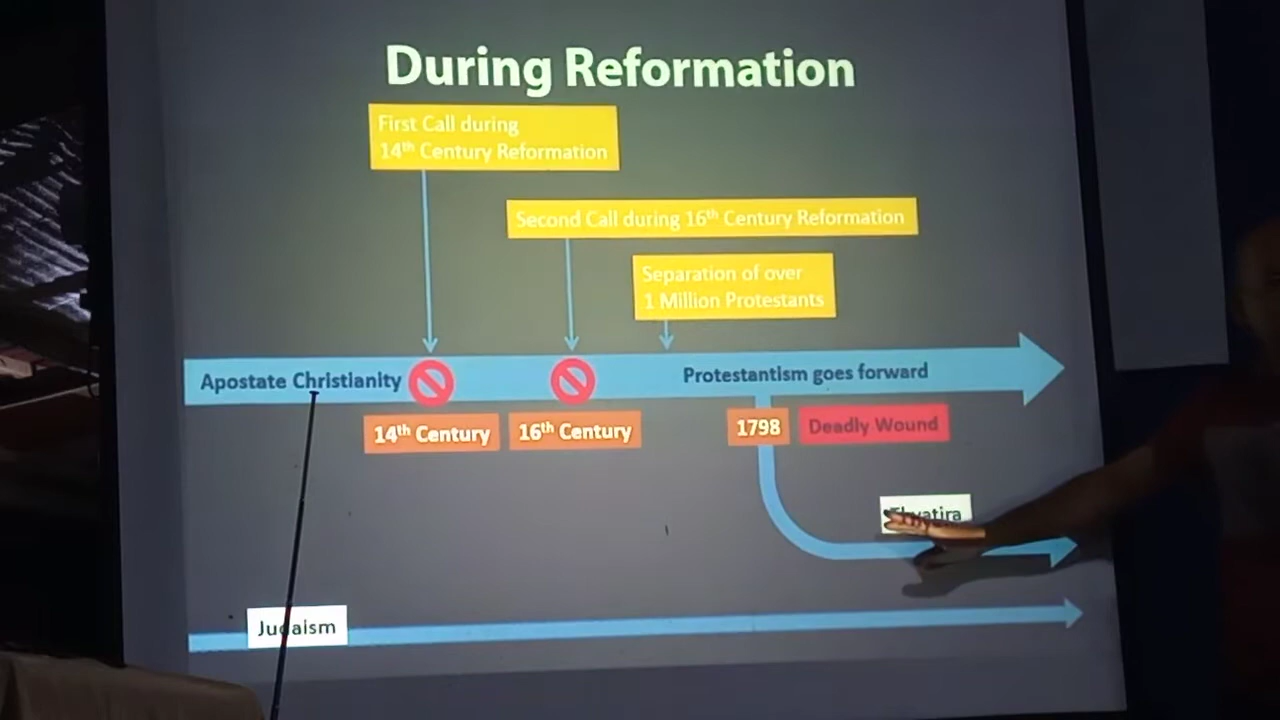 During Reformation
First Call during
14th Century Reformation
Second Call during 16th Century Reformation
Separation of over
1 Million Protestants
Apostate Christianity
Protestantism goes forward
14th Century
16th Century
1798
Deadly Wound
Thyatira
Judaism